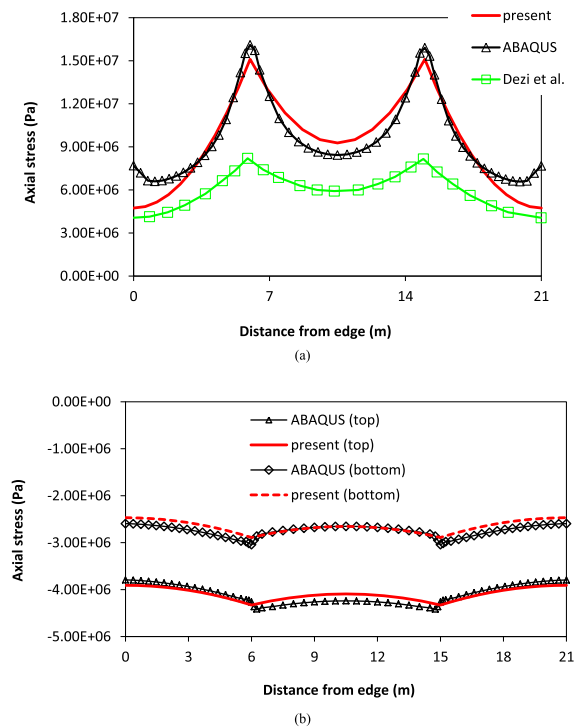 1.80E+07
1.50E+07
1.20E+07
9.00E+06
6.00E+06
3.00E+06
0.00E+00
Axial stress (Pa)
present
ABAQUS
Dezi et al.
0 7 14 21
Distance from edge (m)
(a)
0.00E+00
-1.00E+06
-2.00E+06
-3.00E+06
-4.00E+06
-5.00E+06
Axial stress (Pa)
ABAQUS (top)
present (top)
ABAQUS (bottom)
present (bottom)
0 3 6 9 12 15 18 21
Distance from edge (m)
(b)